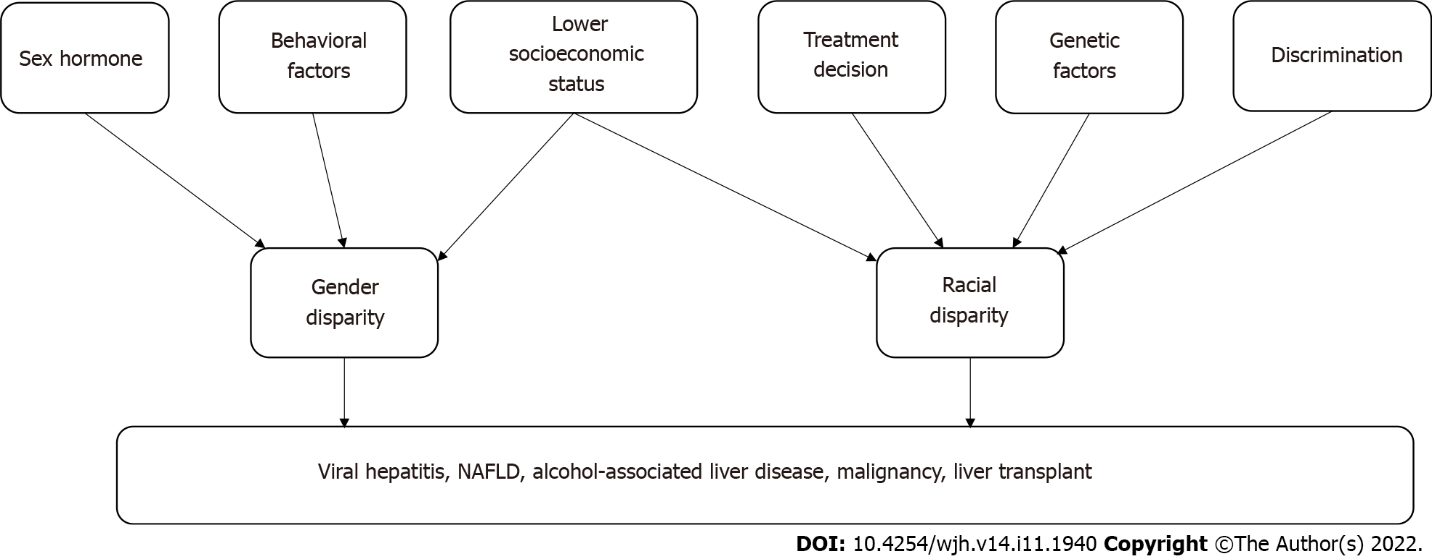 Sex hormone
Behavioral
factors
Lower
socioeconomic
status
Treatment
decision
Genetic
factors
Discrimination
Gender
disparity
Racial
disparity
Viral hepatitis, NAFLD, alcohol-associated liver disease, malignancy, liver transplant
DOI: 10.4254/wjh.v14.i11.1940 Copyright ©The Author(s) 2022.